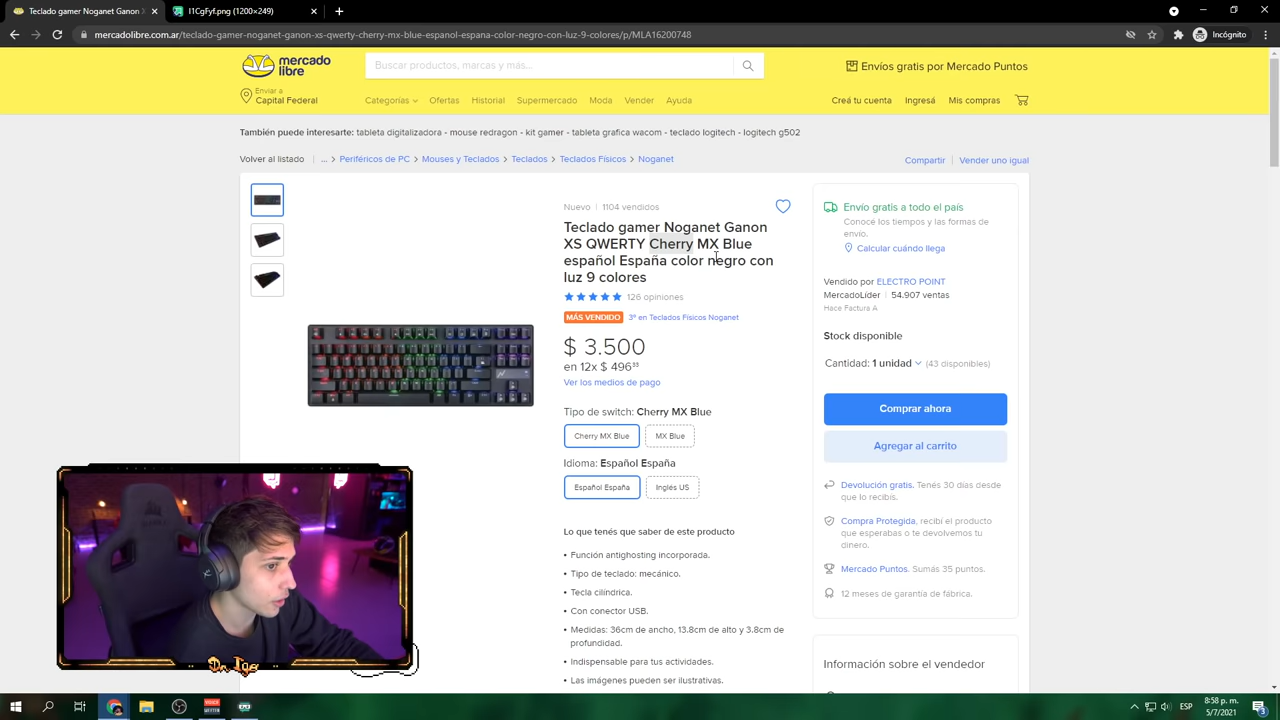 11Teclados (245)
11Teclados (249)
Incógnito
mercadolibre.com.ar/teclado-gamer-noganet-ganon-xs-qwerty-cherry-mx-blue-espanol-espana-color-negro-con-luz-9-colores/p/MLA16200748
mercado
libre
Buscar productos, marcas y más...
Envíos gratis por Mercado Puntos
Enviar a
Capital Federal
Categorías Ofertas Historial Supermercado Moda Vender Ayuda
Creá tu cuenta Ingresá Mis compras
También puede interesarte: tableta digitalizadora - mouse redragon - kit gamer - tableta grafica wacom - teclado logitech - logitech g502
Volver al listado | ... > Periféricos de PC > Mouses y Teclados > Teclados > Teclados Físicos > Noganet
Compartir | Vender uno igual
Nuevo | 1104 vendidos
Teclado gamer Noganet Ganon
XS QWERTY Cherry MX Blue
español España color negro con
luz 9 colores
126 opiniones
MÁS VENDIDO 3º en Teclados Físicos Noganet
$ 3.500
en 12x $ 496³³
Ver los medios de pago
Tipo de switch: Cherry MX Blue
Cherry MX Blue MX Blue
Idioma: Español España
Español España Inglés US
Lo que tenés que saber de este producto
• Función antighosting incorporada.
• Tipo de teclado: mecánico.
• Tecla cilíndrica.
• Con conector USB.
• Medidas: 36cm de ancho, 13.8cm de alto y 3.8cm de
profundidad.
• Indispensable para tus actividades.
• Las imágenes pueden ser ilustrativas.
Envío gratis a todo el país
Conocé los tiempos y las formas de
envío.
Calcular cuándo llega
Vendido por ELECTRO POINT
MercadoLíder | 54.907 ventas
Hace Factura A
Stock disponible
Cantidad: 1 unidad (43 disponibles)
Comprar ahora
Agregar al carrito
Devolución gratis. Tenés 30 días desde
que lo recibís.
Compra Protegida, recibí el producto
que esperabas o te devolvemos tu
dinero.
Mercado Puntos. Sumás 35 puntos.
12 meses de garantía de fábrica.
Información sobre el vendedor
ESP
8:58 p. m.
5/7/2021